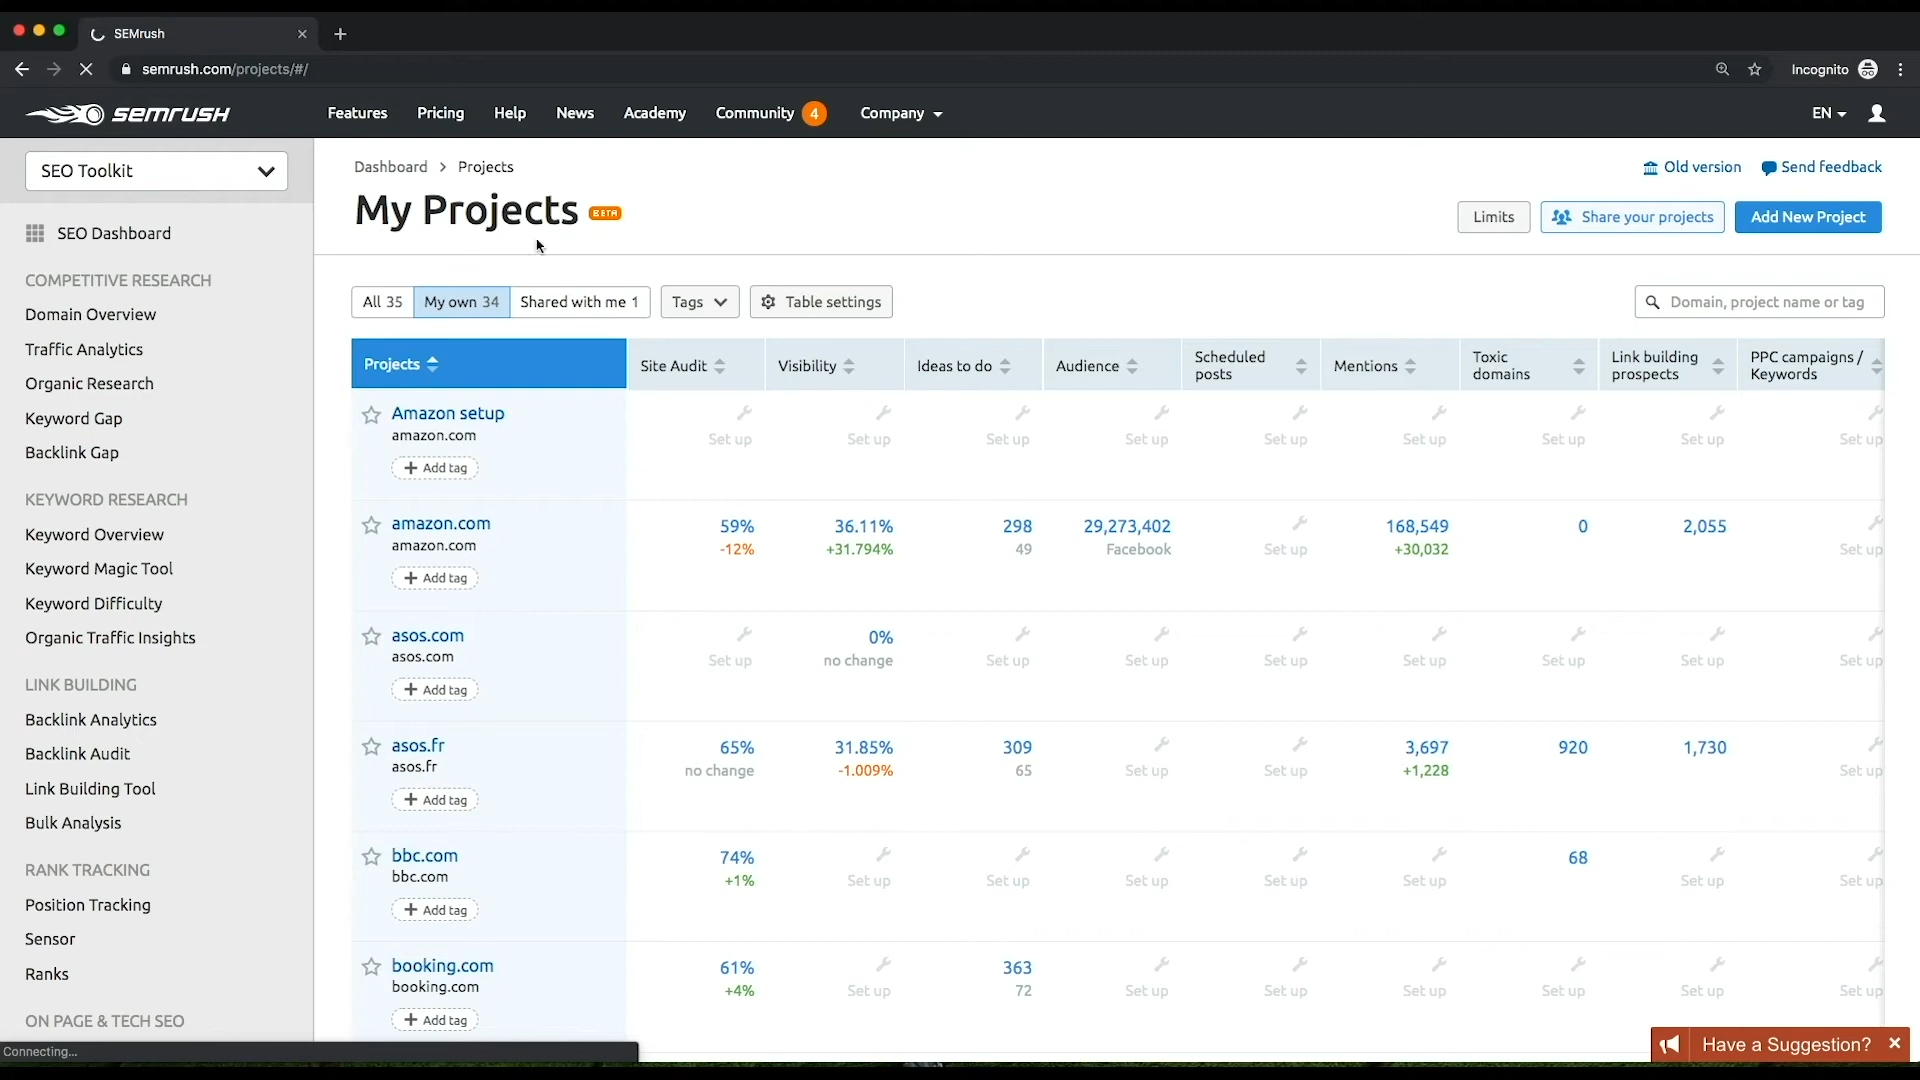 SEMrush
semrush.com/projects/#/
Incognito
semrush
Features
Pricing
Help
News
Academy
Community 4
Company
EN
SEO Toolkit
SEO Dashboard
COMPETITIVE RESEARCH
Domain Overview
Traffic Analytics
Organic Research
Keyword Gap
Backlink Gap
KEYWORD RESEARCH
Keyword Overview
Keyword Magic Tool
Keyword Difficulty
Organic Traffic Insights
LINK BUILDING
Backlink Analytics
Backlink Audit
Link Building Tool
Bulk Analysis
RANK TRACKING
Position Tracking
Sensor
Ranks
ON PAGE & TECH SEO
Connecting...
Dashboard > Projects
Old version
Send feedback
My Projects BETA
Limits
Share your projects
Add New Project
All 35
My own 34
Shared with me 1
Tags
Table settings
Domain, project name or tag
Projects
Site Audit
Visibility
Ideas to do
Audience
Scheduled
posts
Mentions
Toxic
domains
Link building
prospects
PPC campaigns /
Keywords
Amazon setup
amazon.com
+ Add tag
Set up
Set up
Set up
Set up
Set up
Set up
Set up
Set up
Set up
amazon.com
amazon.com
+ Add tag
59%
-12%
36.11%
+31.794%
298
49
29,273,402
Facebook
Set up
168,549
+30,032
0
2,055
Set up
asos.com
asos.com
+ Add tag
Set up
0%
no change
Set up
Set up
Set up
Set up
Set up
Set up
Set up
asos.fr
asos.fr
+ Add tag
65%
no change
31.85%
-1.009%
309
65
Set up
Set up
3,697
+1,228
920
1,730
Set up
bbc.com
bbc.com
+ Add tag
74%
+1%
Set up
Set up
Set up
Set up
Set up
68
Set up
Set up
booking.com
booking.com
+ Add tag
61%
+4%
Set up
363
72
Set up
Set up
Set up
Set up
Set up
Set up
Have a Suggestion?